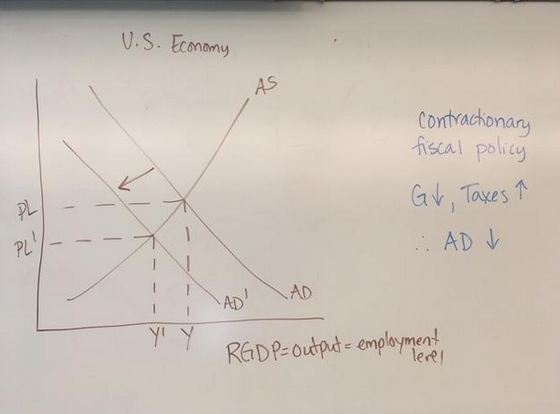 U.S. Economy
AS
contractionary
fiscal policy
G↓, Taxes ↑
∴ AD ↓
PL
PL'
AD'
AD
Y' Y
RGDP=output= employment
level